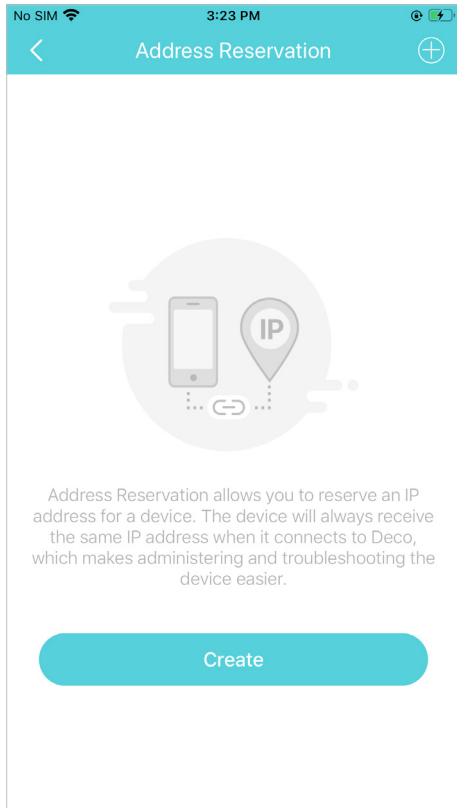 No SIM 3:23 PM
Address Reservation
IP
Address Reservation allows you to reserve an IP
address for a device. The device will always receive
the same IP address when it connects to Deco,
which makes administering and troubleshooting the
device easier.
Create